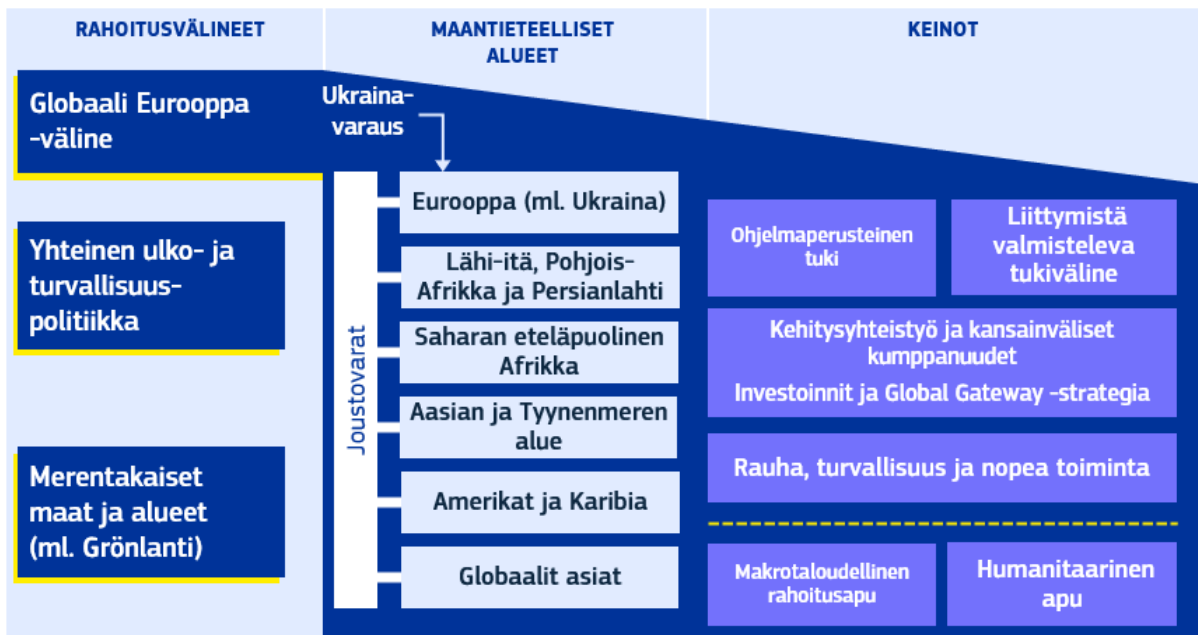 RAHOITUSVÄLINEET
MAANTIETEELLISET
ALUEET
KEINOT
Globaali Eurooppa
-väline
Yhteinen ulko- ja
turvallisuus-
politiikka
Merentakaiset
maat ja alueet
(ml. Grönlanti)
Ukraina-
varaus
Joustovarat
Eurooppa (ml. Ukraina)
Lähi-itä, Pohjois-
Afrikka ja Persianlahti
Saharan eteläpuolinen
Afrikka
Aasian ja Tyynenmeren
alue
Amerikat ja Karibia
Globaalit asiat
Ohjelmaperusteinen
tuki
Liittymistä
valmisteleva
tukiväline
Kehitysyhteistyö ja kansainväliset
kumppanuudet
Investoinnit ja Global Gateway -strategia
Rauha, turvallisuus ja nopea toiminta
Makrotaloudellinen
rahoitusapu
Humanitaarinen
apu